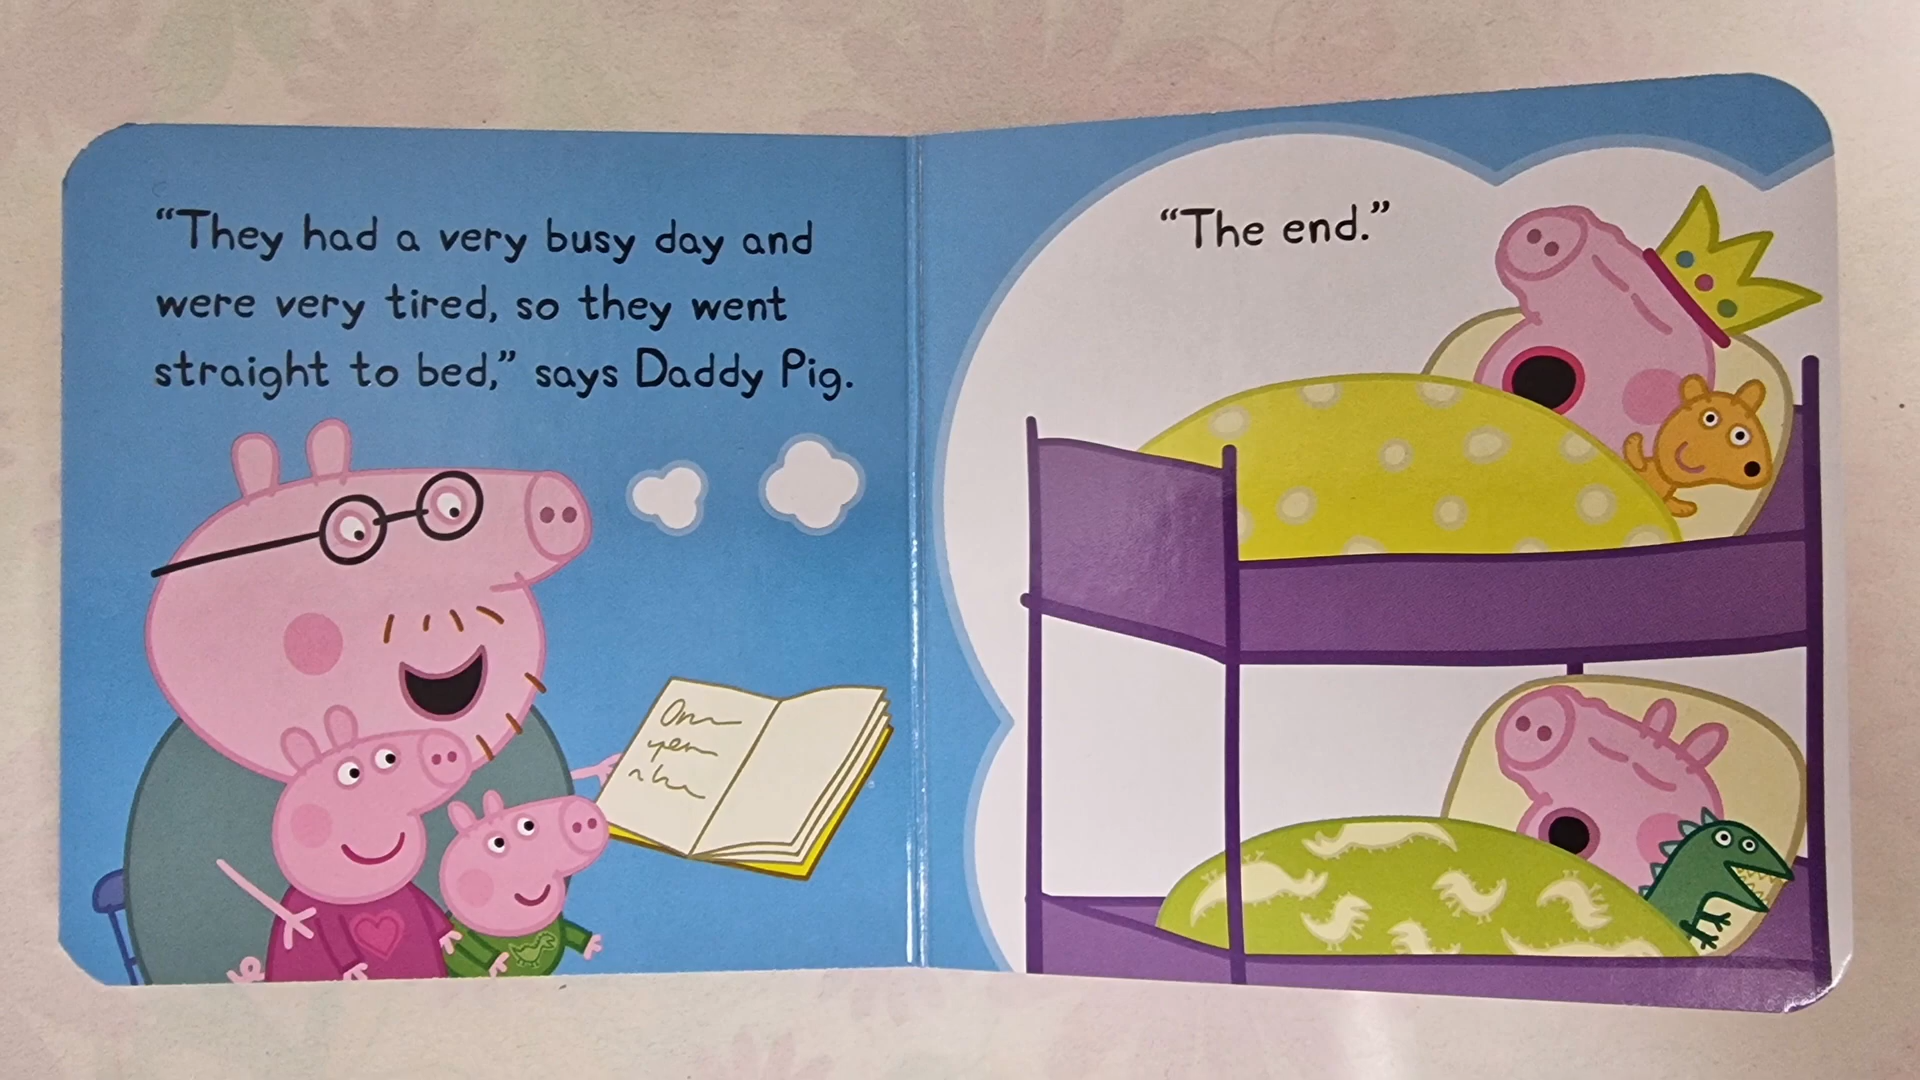 “They had a very busy day and
were very tired, so they went
straight to bed,” says Daddy Pig.
“The end.”